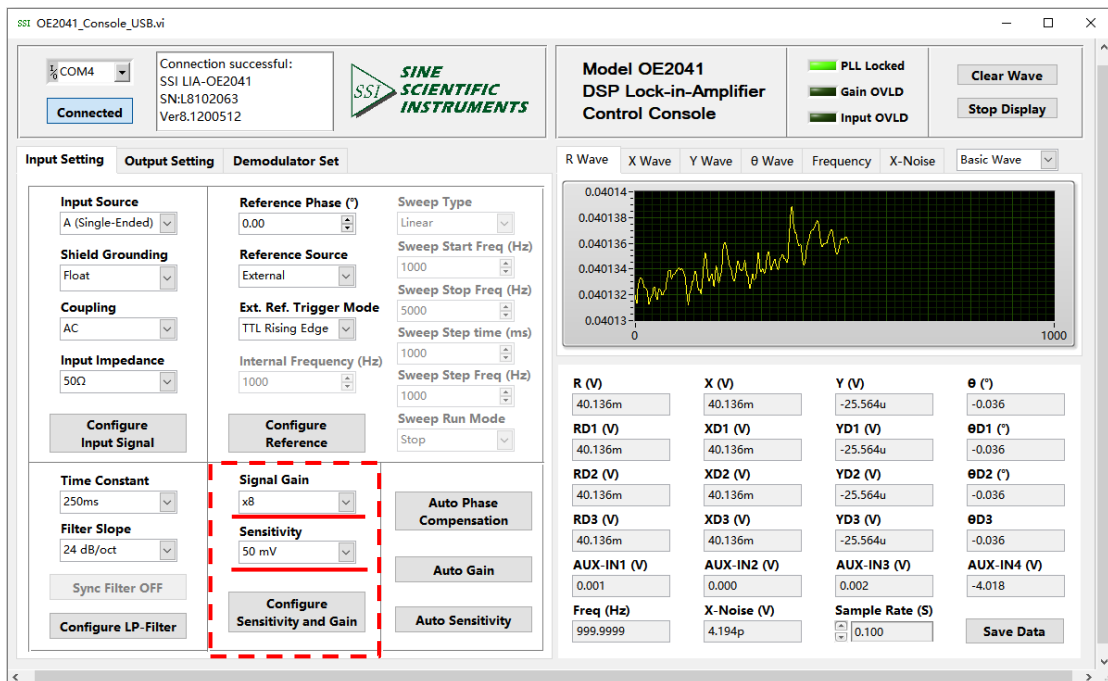 SSI OE2041_Console_USB.vi
I/O COM4
Connected
Connection successful:
SSI LIA-OE2041
SN:L8102063
Ver8.1200512
SSI
SINE
SCIENTIFIC
INSTRUMENTS
Model OE2041
DSP Lock-in-Amplifier
Control Console
PLL Locked
Gain OVLD
Input OVLD
Clear Wave
Stop Display
Input Setting Output Setting Demodulator Set
Input Source
A (Single-Ended)
Shield Grounding
Float
Coupling
AC
Input Impedance
50Ω
Configure
Input Signal
Reference Phase (°)
0.00
Reference Source
External
Ext. Ref. Trigger Mode
TTL Rising Edge
Internal Frequency (Hz)
1000
Configure
Reference
Sweep Type
Linear
Sweep Start Freq (Hz)
1000
Sweep Stop Freq (Hz)
5000
Sweep Step time (ms)
1000
Sweep Step Freq (Hz)
1000
Sweep Run Mode
Stop
Time Constant
250ms
Filter Slope
24 dB/oct
Sync Filter OFF
Configure LP-Filter
Signal Gain
x8
Sensitivity
50 mV
Configure
Sensitivity and Gain
Auto Phase
Compensation
Auto Gain
Auto Sensitivity
R Wave X Wave Y Wave θ Wave Frequency X-Noise Basic Wave
0.04014
0.040138
0.040136
0.040134
0.040132
0.04013
0 1000
R (V) X (V) Y (V) θ (°)
40.136m 40.136m -25.564u -0.036
RD1 (V) XD1 (V) YD1 (V) θD1 (°)
40.136m 40.136m -25.564u -0.036
RD2 (V) XD2 (V) YD2 (V) θD2 (°)
40.136m 40.136m -25.564u -0.036
RD3 (V) XD3 (V) YD3 (V) θD3
40.136m 40.136m -25.564u -0.036
AUX-IN1 (V) AUX-IN2 (V) AUX-IN3 (V) AUX-IN4 (V)
0.001 0.000 0.002 -4.018
Freq (Hz) X-Noise (V) Sample Rate (S)
999.9999 4.194p 0.100 Save Data